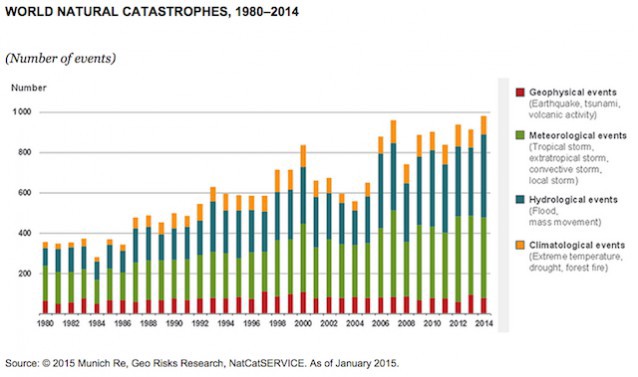 WORLD NATURAL CATASTROPHES, 1980–2014
(Number of events)
Number
1 000
800
600
400
200
1980 1982 1984 1986 1988 1990 1992 1994 1996 1998 2000 2002 2004 2006 2008 2010 2012 2014
Geophysical events
(Earthquake, tsunami,
volcanic activity)
Meteorological events
(Tropical storm,
extratropical storm,
convective storm,
local storm)
Hydrological events
(Flood,
mass movement)
Climatological events
(Extreme temperature,
drought, forest fire)
Source: © 2015 Munich Re, Geo Risks Research, NatCatSERVICE. As of January 2015.